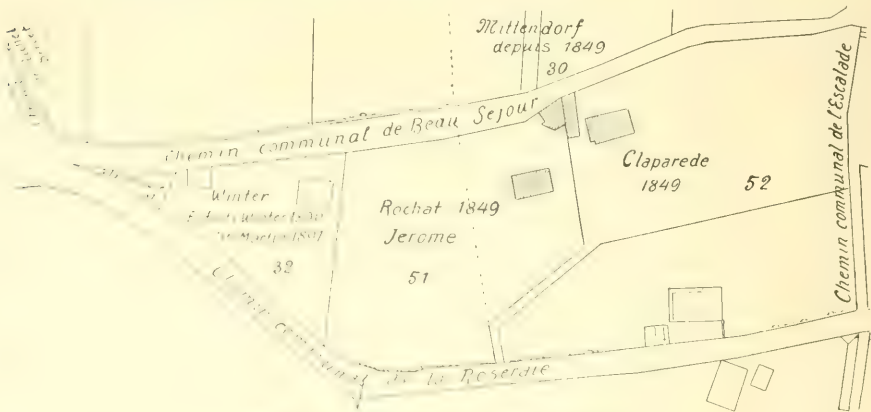 Mittendorf
depuis 1849
30
Chemin communal de Beau Sejour
Claparede
1849
52
Chemin communal de l'Escalade
Winter
32
Rochat 1849
Jerome
51
Chemin communal de la Roseraie